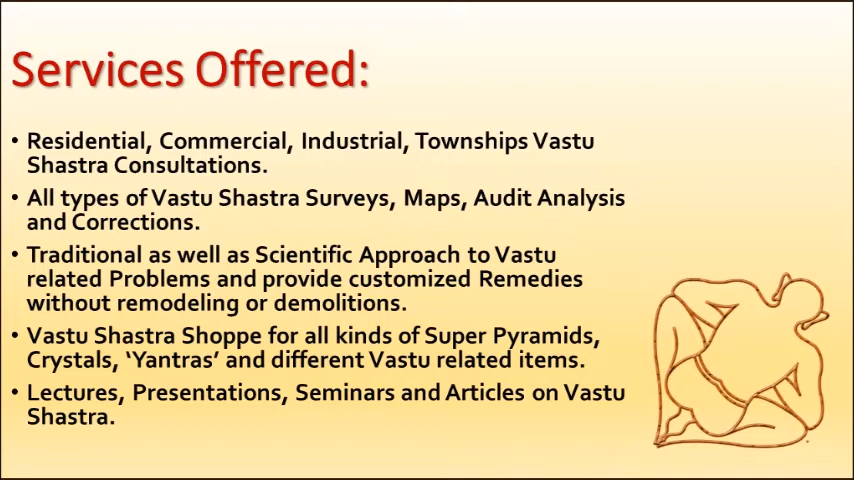 Services Offered:
• Residential, Commercial, Industrial, Townships Vastu
Shastra Consultations.
• All types of Vastu Shastra Surveys, Maps, Audit Analysis
and Corrections.
• Traditional as well as Scientific Approach to Vastu
related Problems and provide customized Remedies
without remodeling or demolitions.
• Vastu Shastra Shoppe for all kinds of Super Pyramids,
Crystals, ‘Yantras’ and different Vastu related items.
• Lectures, Presentations, Seminars and Articles on Vastu
Shastra.